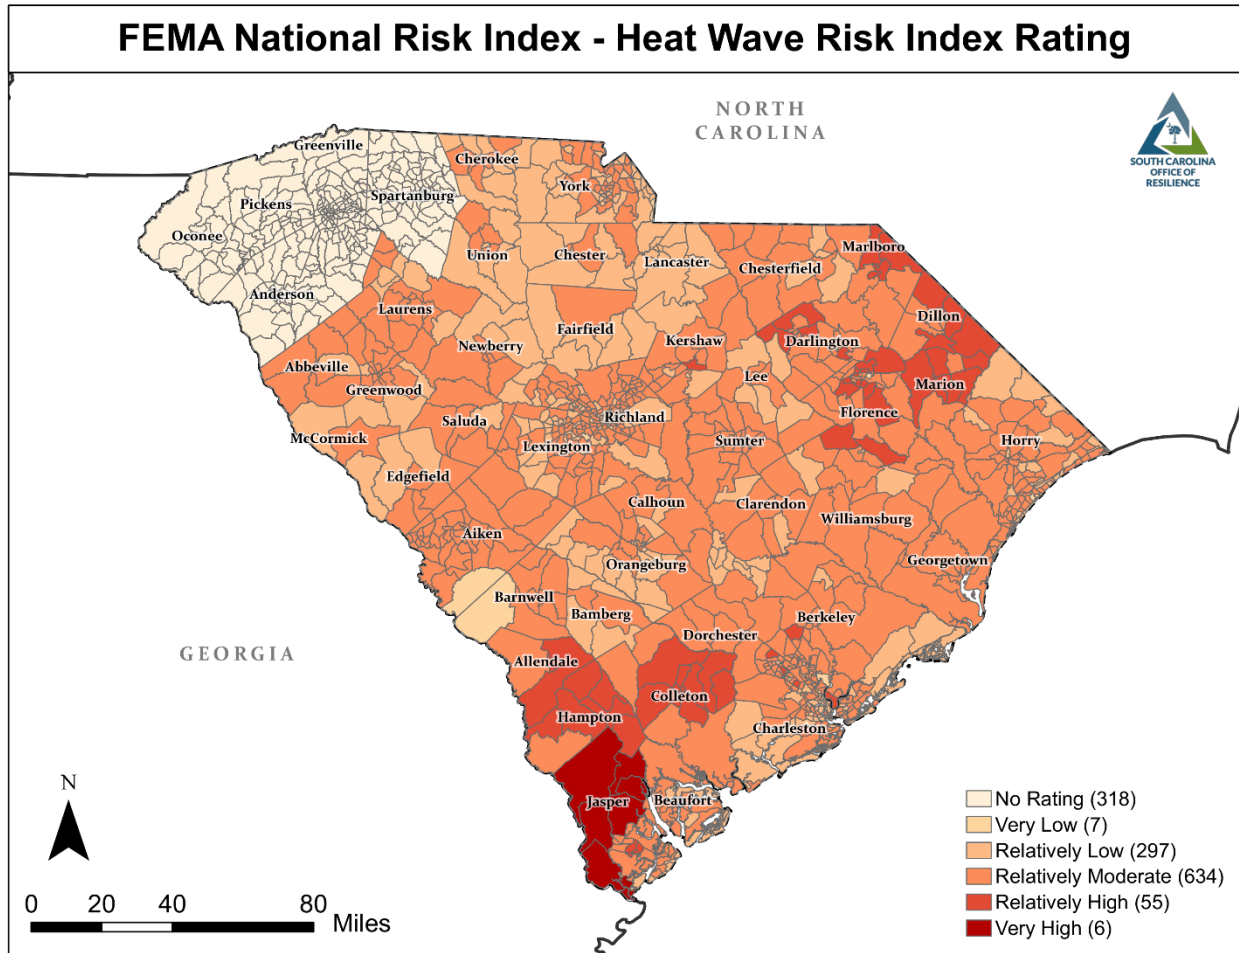 FEMA National Risk Index - Heat Wave Risk Index Rating
NORTH
CAROLINA
SOUTH CAROLINA
OFFICE OF
RESILIENCE
Greenville
Cherokee
Spartanburg
York
Pickens
Oconee
Union
Chester
Lancaster
Chesterfield
Marlboro
Anderson
Laurens
Fairfield
Dillon
Newberry
Kershaw
Darlington
Abbeville
Greenwood
Lee
Marion
Saluda
Richland
Florence
McCormick
Lexington
Sumter
Horry
Edgefield
Calhoun
Clarendon
Williamsburg
Aiken
Orangeburg
Georgetown
Barnwell
Bamberg
Berkeley
Dorchester
GEORGIA
Allendale
Colleton
Hampton
Charleston
Jasper
Beaufort
N
0 20 40 80 Miles
No Rating (318)
Very Low (7)
Relatively Low (297)
Relatively Moderate (634)
Relatively High (55)
Very High (6)